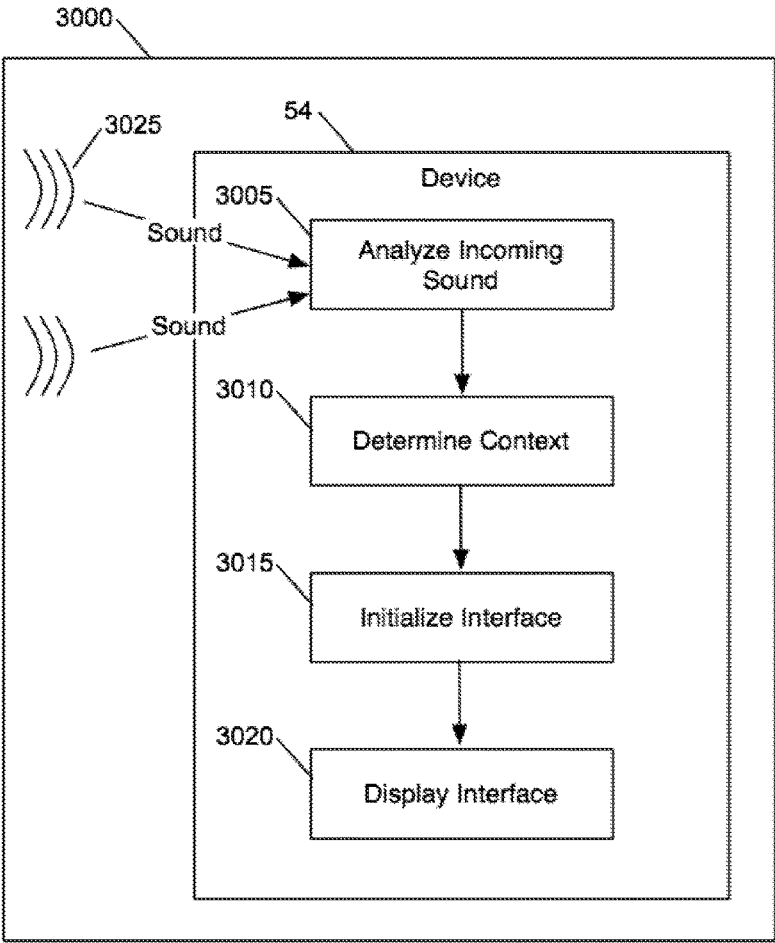 3000
3025
54
Device
3005
Analyze Incoming
Sound
Sound
Sound
3010
Determine Context
3015
Initialize Interface
3020
Display Interface